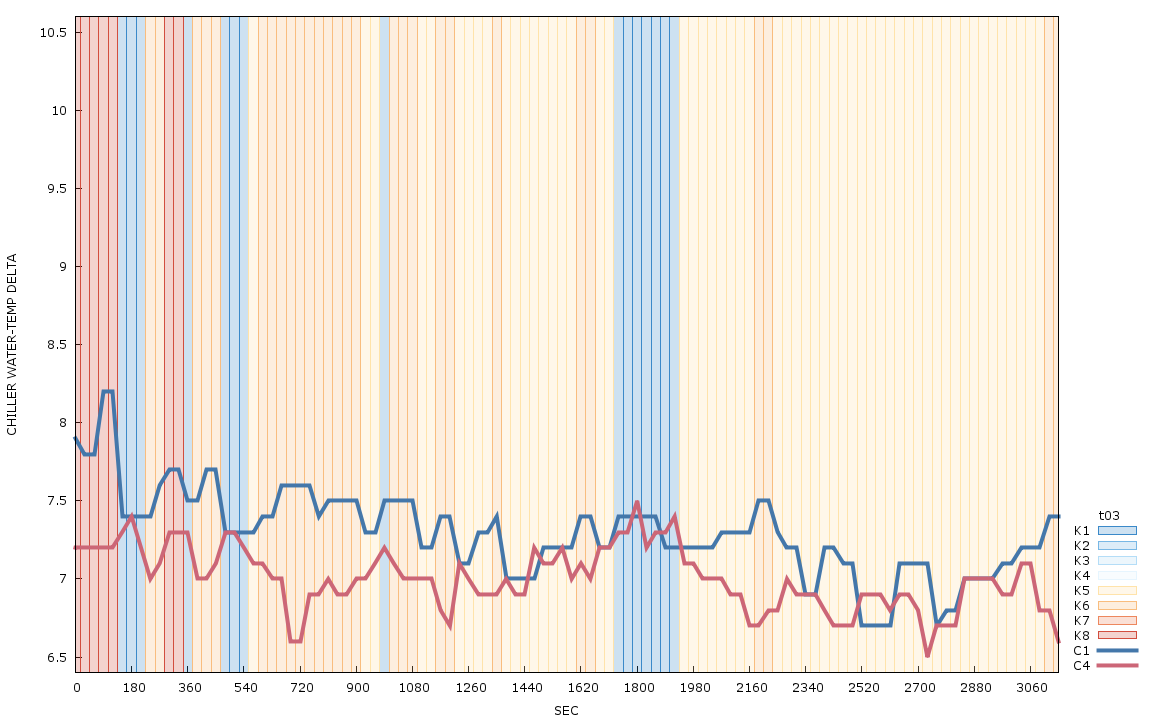 10.5
10
9.5
9
8.5
8
7.5
7
6.5
CHILLER WATER-TEMP DELTA
0 180 360 540 720 900 1080 1260 1440 1620 1800 1980 2160 2340 2520 2700 2880 3060
SEC
t03
K1
K2
K3
K4
K5
K6
K7
K8
C1
C4